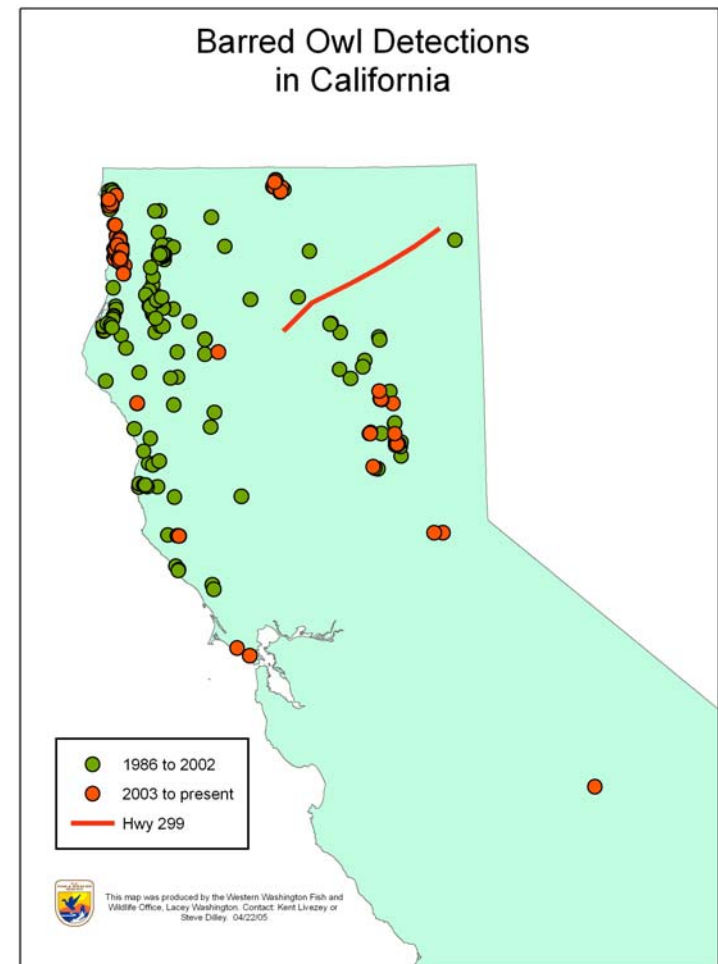 Barred Owl Detections
in California
1986 to 2002
2003 to present
Hwy 299
This map was produced by the Western Washington Fish and
Wildlife Office, Lacey Washington. Contact: Kent Livezey or
Steve Dilley. 04/22/05